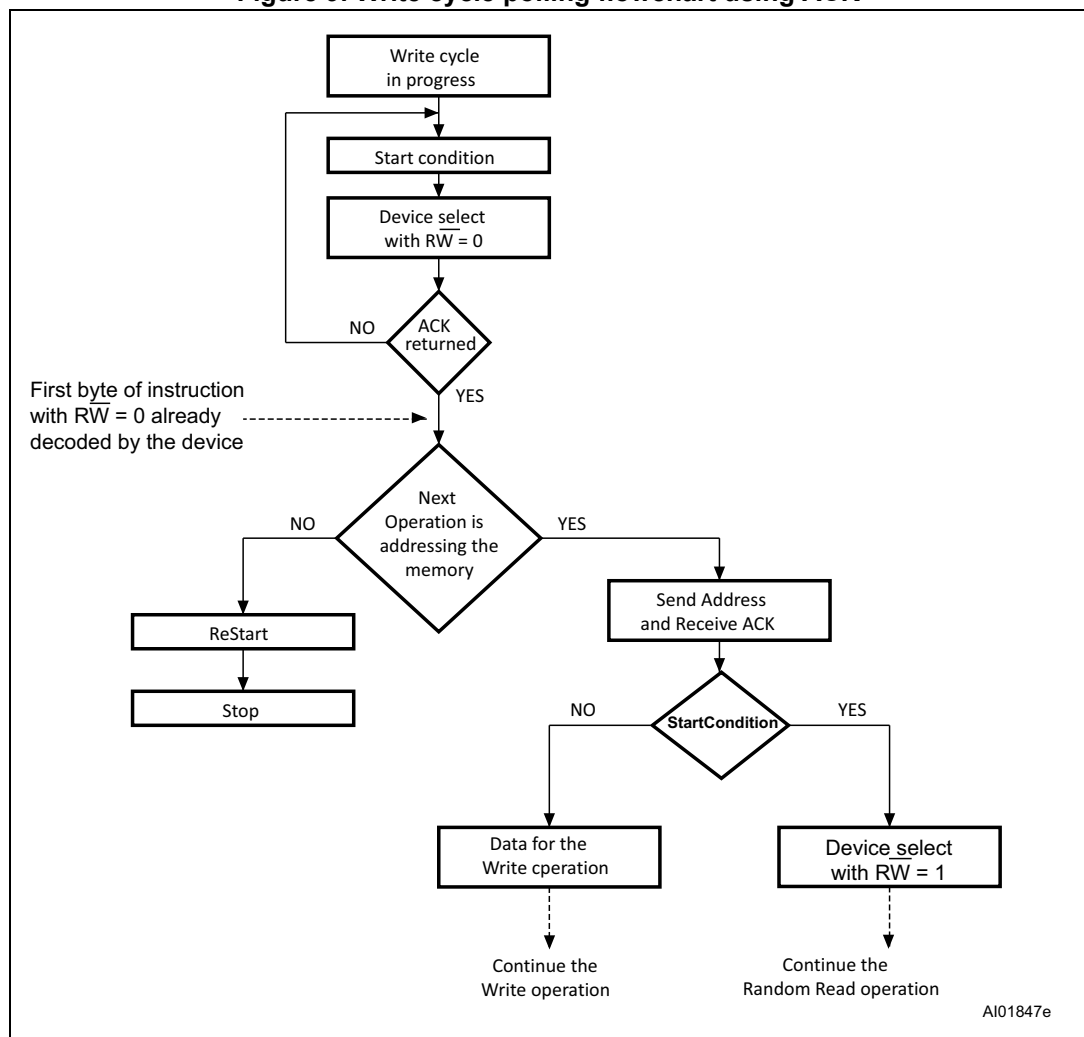 Write cycle
in progress
Start condition
Device select
with RW̅ = 0
ACK
returned
NO
YES
First byte of instruction
with RW̅ = 0 already
decoded by the device
Next
Operation is
addressing the
memory
NO
YES
ReStart
Stop
Send Address
and Receive ACK
StartCondition
NO
YES
Data for the
Write cperation
Device select
with RW̅ = 1
Continue the
Write operation
Continue the
Random Read operation
AI01847e